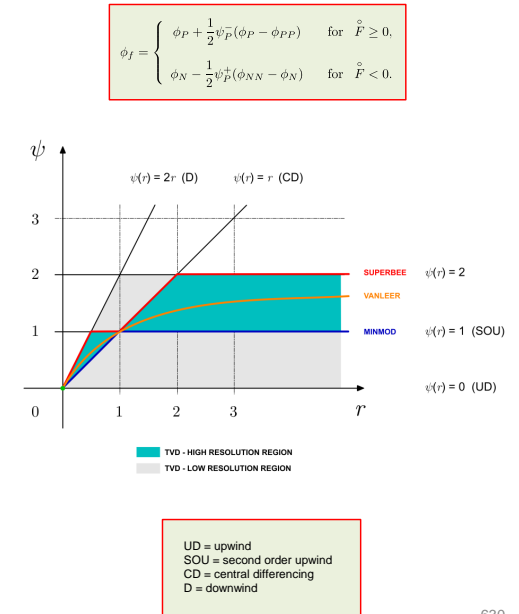 ϕ_f = { ϕ_P + 1/2 ψ_P^- (ϕ_P − ϕ_PP) for F̊ ≥ 0,
ϕ_N − 1/2 ψ_P^+ (ϕ_NN − ϕ_N) for F̊ < 0.
ψ
ψ(r) = 2r (D) ψ(r) = r (CD)
3
2 SUPERBEE ψ(r) = 2
VANLEER
1 MINMOD ψ(r) = 1 (SOU)
ψ(r) = 0 (UD)
0 1 2 3 r
TVD - HIGH RESOLUTION REGION
TVD - LOW RESOLUTION REGION
UD = upwind
SOU = second order upwind
CD = central differencing
D = downwind